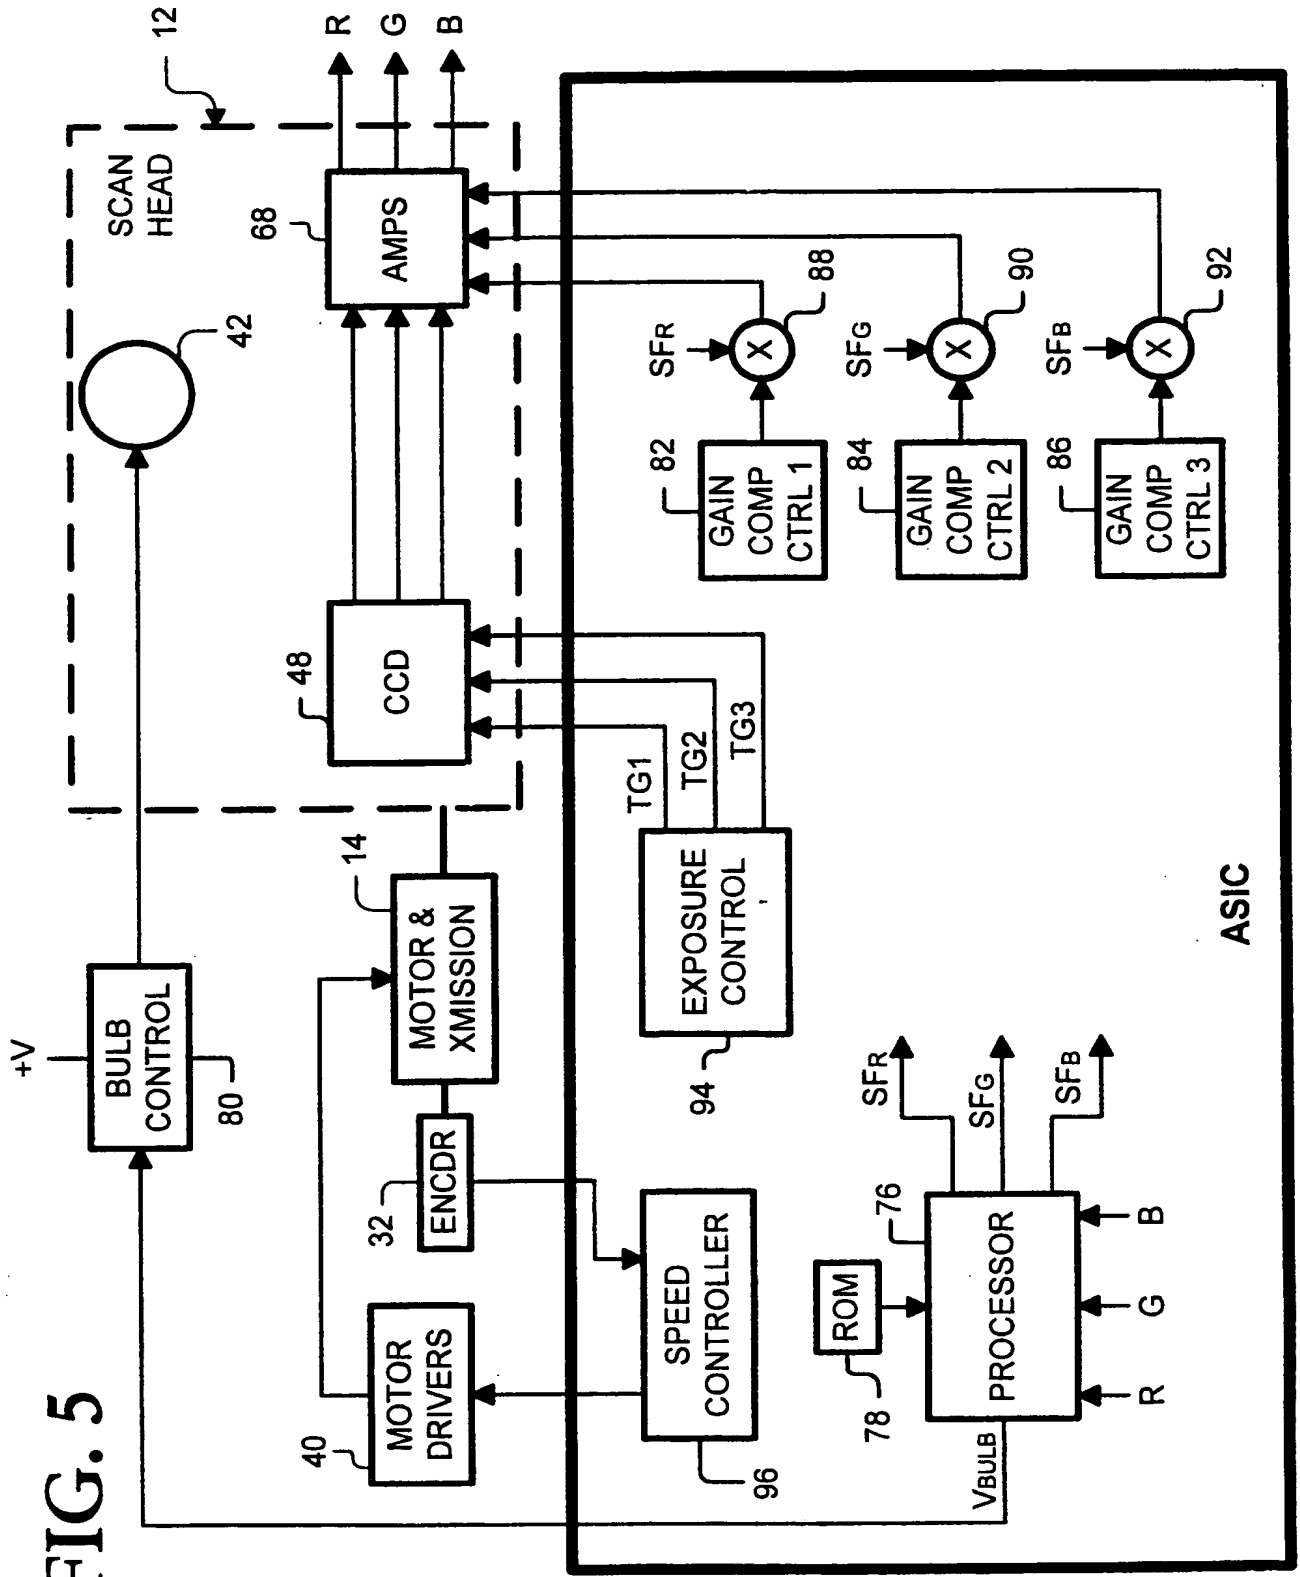 FIG. 5
+V
BULB
CONTROL
80
42
SCAN
HEAD
12
MOTOR
DRIVERS
40
ENCDR
32
MOTOR &
XMISSION
14
CCD
48
AMPS
68
R
G
B
SPEED
CONTROLLER
96
EXPOSURE
CONTROL
94
TG1
TG2
TG3
GAIN
COMP
CTRL 1
82
SFR
X
88
GAIN
COMP
CTRL 2
84
SFG
X
90
GAIN
COMP
CTRL 3
86
SFB
X
92
ROM
78
PROCESSOR
76
VBULB
R
G
B
SFR
SFG
SFB
ASIC